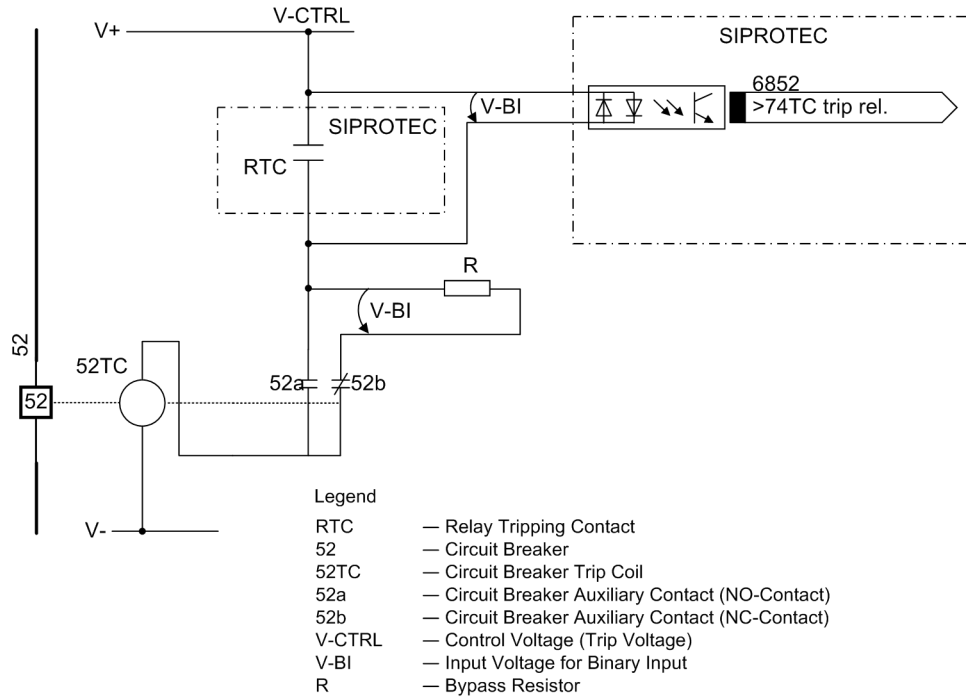 V-CTRL
V+
SIPROTEC
6852
>74TC trip rel.
V-BI
SIPROTEC
RTC
R
V-BI
52
52TC
52a
52b
52
V-
Legend
RTC — Relay Tripping Contact
52 — Circuit Breaker
52TC — Circuit Breaker Trip Coil
52a — Circuit Breaker Auxiliary Contact (NO-Contact)
52b — Circuit Breaker Auxiliary Contact (NC-Contact)
V-CTRL — Control Voltage (Trip Voltage)
V-BI — Input Voltage for Binary Input
R — Bypass Resistor